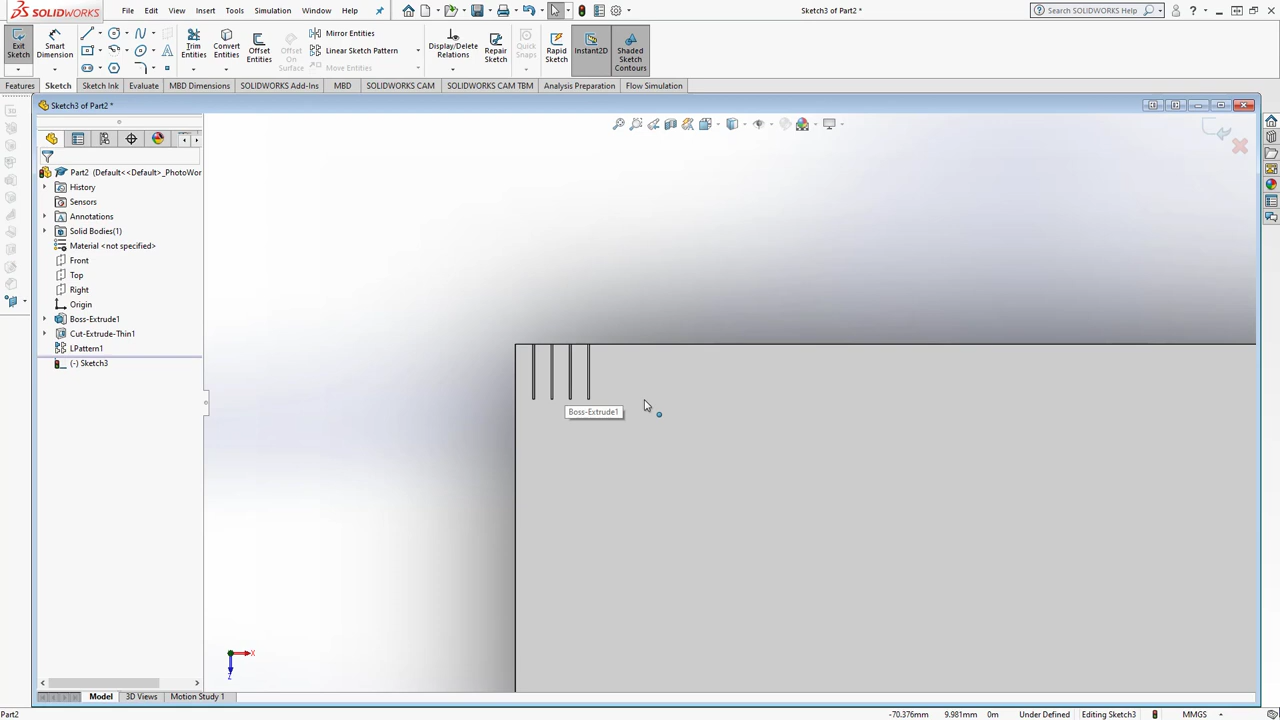 SOLIDWORKS
File Edit View Insert Tools Simulation Window Help
Sketch3 of Part2 *
Search SOLIDWORKS Help
Exit Sketch
Smart Dimension
Trim Entities
Convert Entities
Offset Entities
Offset On Surface
Mirror Entities
Linear Sketch Pattern
Move Entities
Display/Delete Relations
Repair Sketch
Quick Snaps
Rapid Sketch
Instant2D
Shaded Sketch Contours
Features Sketch Sketch Ink Evaluate MBD Dimensions SOLIDWORKS Add-Ins MBD SOLIDWORKS CAM SOLIDWORKS CAM TBM Analysis Preparation Flow Simulation
Sketch3 of Part2 *
Part2 (Default<<Default>_PhotoWor
History
Sensors
Annotations
Solid Bodies(1)
Material <not specified>
Front
Top
Right
Origin
Boss-Extrude1
Cut-Extrude-Thin1
LPattern1
(-) Sketch3
Boss-Extrude1
X
Z
Model 3D Views Motion Study 1
Part2
-70.376mm 9.981mm 0m Under Defined Editing Sketch3 MMGS